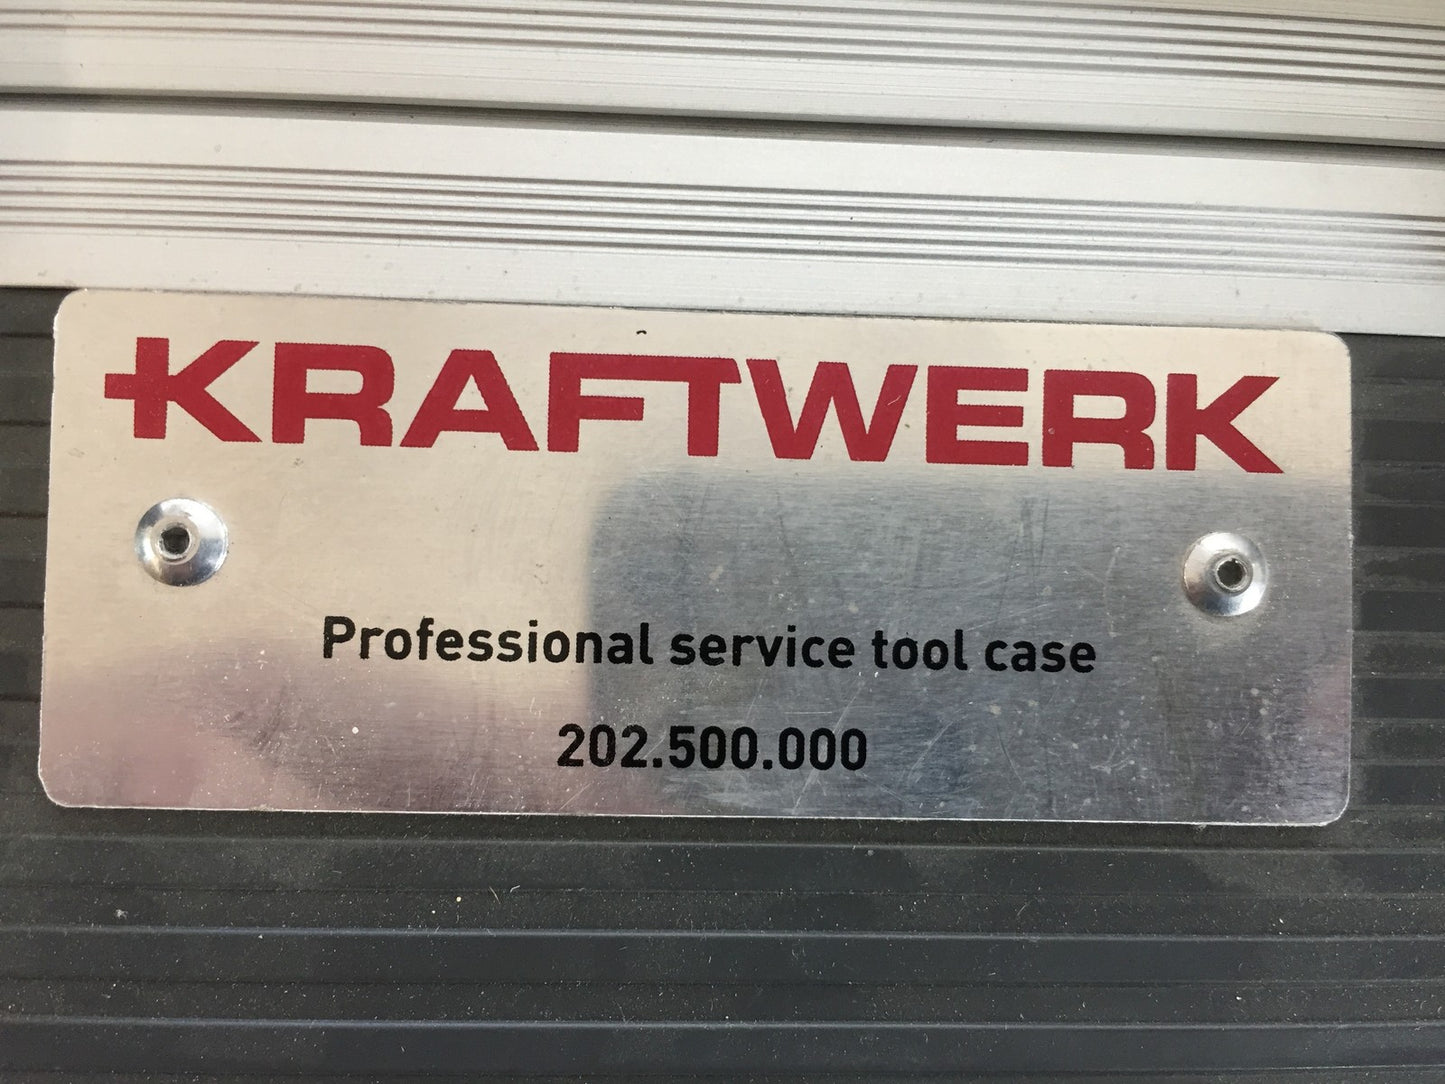 KRAFTWERK
Professional service tool case
202.500.000